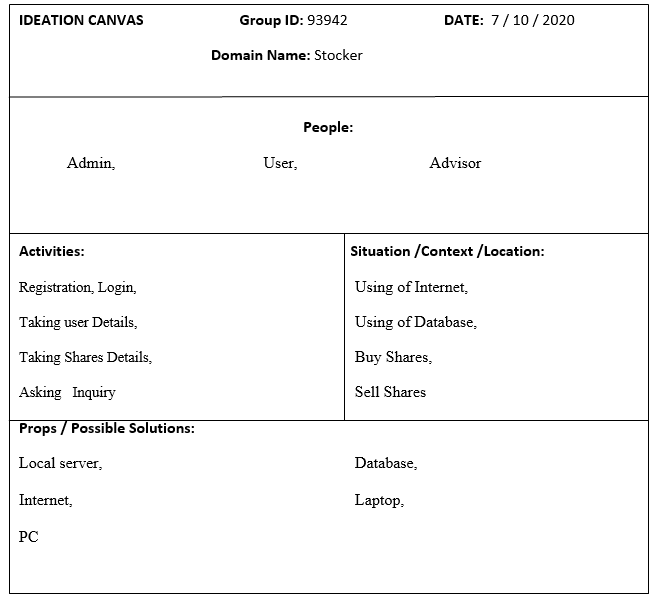 IDEATION CANVAS Group ID: 93942 DATE: 7 / 10 / 2020
Domain Name: Stocker
People:
Admin, User, Advisor
Activities:
Registration, Login,
Taking user Details,
Taking Shares Details,
Asking Inquiry
Situation /Context /Location:
Using of Internet,
Using of Database,
Buy Shares,
Sell Shares
Props / Possible Solutions:
Local server, Database,
Internet, Laptop,
PC